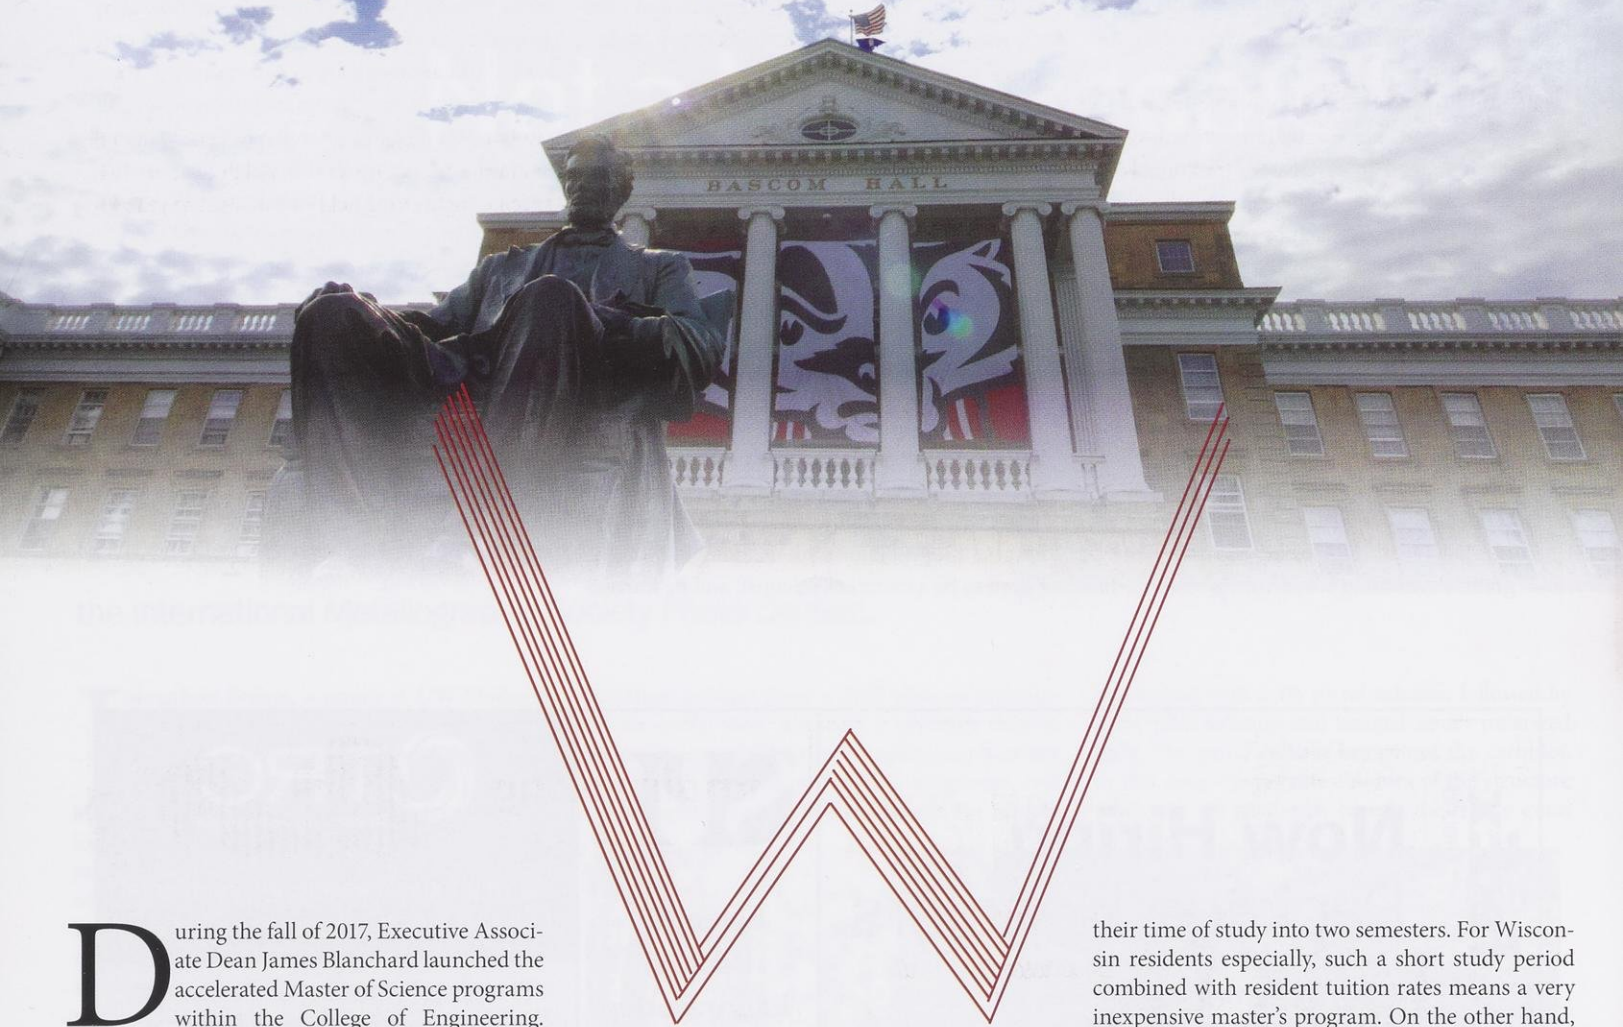 BASCOM HALL
W
During the fall of 2017, Executive Associ-
ate Dean James Blanchard launched the
accelerated Master of Science programs
within the College of Engineering.
their time of study into two semesters. For Wiscon-
sin residents especially, such a short study period
combined with resident tuition rates means a very
inexpensive master’s program. On the other hand,